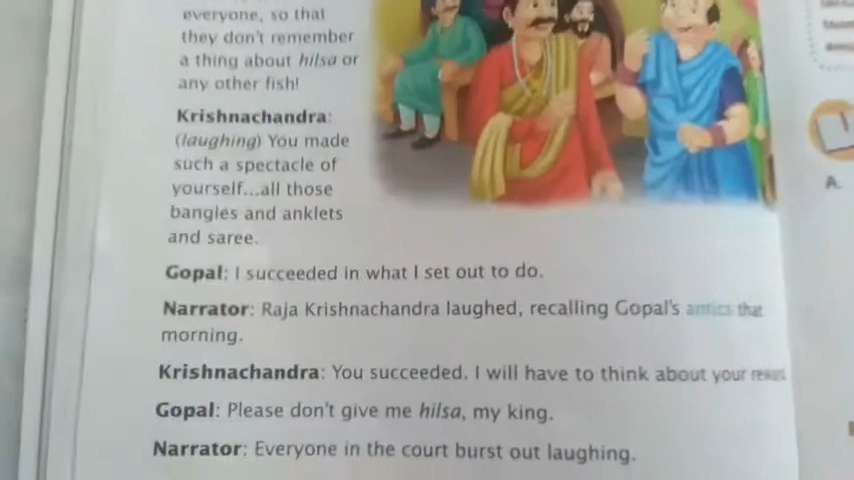 everyone, so that
they don't remember
a thing about hilsa or
any other fish!
Krishnachandra:
(laughing) You made
such a spectacle of
yourself...all those
bangles and anklets
and saree.
Gopal: I succeeded in what I set out to do.
Narrator: Raja Krishnachandra laughed, recalling Gopal's antics that
morning.
Krishnachandra: You succeeded. I will have to think about your reward
Gopal: Please don't give me hilsa, my king.
Narrator: Everyone in the court burst out laughing.
A.